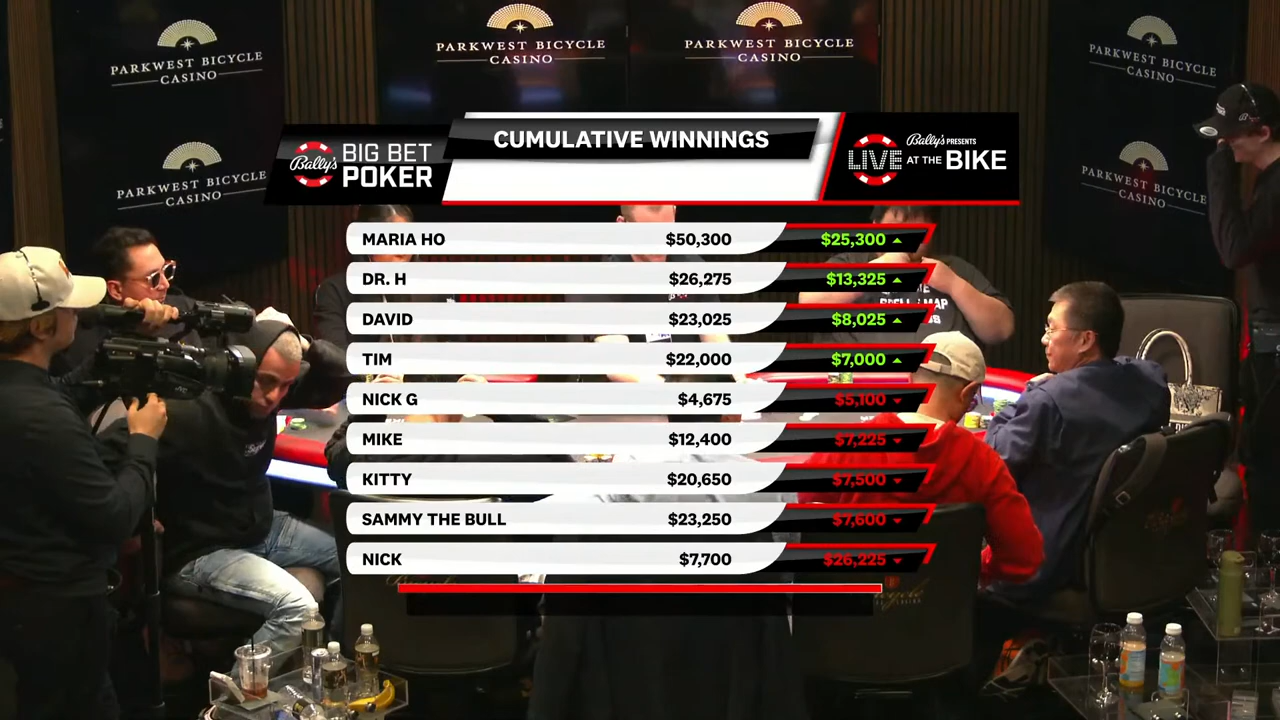 PARKWEST BICYCLE
CASINO
PARKWEST BICYCLE
CASINO
PARKWEST BICYCLE
CASINO
PARKWEST BICYCLE
CASINO
PARKWEST BICYCLE
CASINO
PARKWEST BICYCLE
CASINO
Bally's BIG BET
POKER
CUMULATIVE WINNINGS
Bally's PRESENTS
LIVE AT THE BIKE
MARIA HO $50,300 $25,300
DR. H $26,275 $13,325
DAVID $23,025 $8,025
TIM $22,000 $7,000
NICK G $4,675 $5,100
MIKE $12,400 $7,225
KITTY $20,650 $7,500
SAMMY THE BULL $23,250 $7,600
NICK $7,700 $26,225